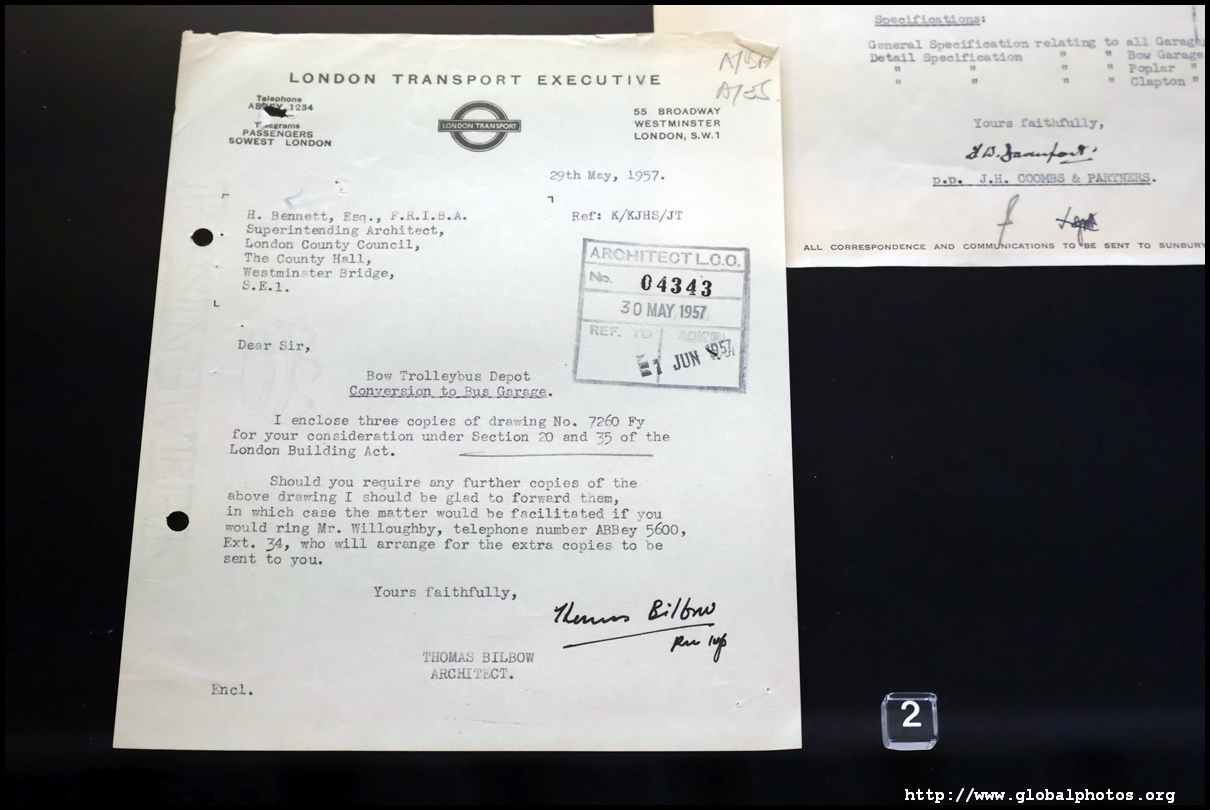 LONDON TRANSPORT EXECUTIVE
Telephone
1234
PASSENGERS
SOWEST LONDON
LONDON TRANSPORT
55 BROADWAY
WESTMINSTER
LONDON, S.W.1
29th May, 1957.
H. Bennett, Esq., F.R.I.B.A.
Superintending Architect,
London County Council,
The County Hall,
Westminster Bridge,
S.E.1.
Ref: K/KJHS/JT
ARCHITECT L.C.C.
No. 04343
30 MAY 1957
REF. TO
JUN 1957
Dear Sir,
Bow Trolleybus Depot
Conversion to Bus Garage.
I enclose three copies of drawing No. 7260 Fy
for your consideration under Section 20 and 35 of the
London Building Act.
Should you require any further copies of the
above drawing I should be glad to forward them,
in which case the matter would be facilitated if you
would ring Mr. Willoughby, telephone number ABBey 5600,
Ext. 34, who will arrange for the extra copies to be
sent to you.
Yours faithfully,
Thomas Bilbow
THOMAS BILBOW
ARCHITECT.
Encl.
Specifications:
General Specification relating to all Garag
Detail Specification " " Bow Garage
" " " " Poplar "
" " " " Clapton "
Yours faithfully,
p.p. J.H. COOMBS & PARTNERS.
ALL CORRESPONDENCE AND COMMUNICATIONS TO BE SENT TO SUNBURY
2
http://www.globalphotos.org